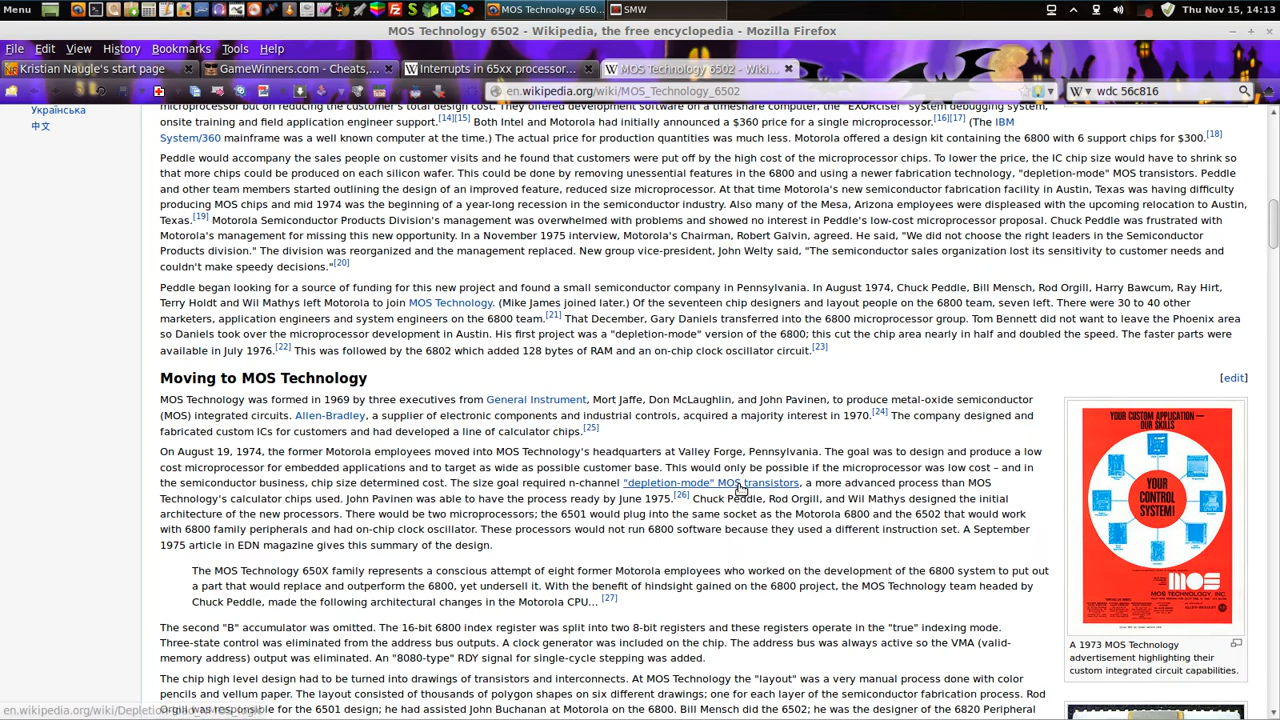 Menu
MOS Technology 650...
SMW
Thu Nov 15, 14:13
MOS Technology 6502 - Wikipedia, the free encyclopedia - Mozilla Firefox
File Edit View History Bookmarks Tools Help
Kristian Naugle's start page
GameWinners.com - Cheats,...
Interrupts in 65xx processor...
MOS Technology 6502 - Wiki...
en.wikipedia.org/wiki/MOS_Technology_6502
wdc 56c816
Українська
中文
microprocessor but on reducing the customer's total design cost. They offered development software on a timeshare computer, the "EXORciser" system debugging system,
onsite training and field application engineer support.[14][15] Both Intel and Motorola had initially announced a $360 price for a single microprocessor.[16][17] (The IBM
System/360 mainframe was a well known computer at the time.) The actual price for production quantities was much less. Motorola offered a design kit containing the 6800 with 6 support chips for $300.[18]
Peddle would accompany the sales people on customer visits and he found that customers were put off by the high cost of the microprocessor chips. To lower the price, the IC chip size would have to shrink so
that more chips could be produced on each silicon wafer. This could be done by removing unessential features in the 6800 and using a newer fabrication technology, "depletion-mode" MOS transistors. Peddle
and other team members started outlining the design of an improved feature, reduced size microprocessor. At that time Motorola's new semiconductor fabrication facility in Austin, Texas was having difficulty
producing MOS chips and mid 1974 was the beginning of a year-long recession in the semiconductor industry. Also many of the Mesa, Arizona employees were displeased with the upcoming relocation to Austin,
Texas.[19] Motorola Semiconductor Products Division's management was overwhelmed with problems and showed no interest in Peddle's low-cost microprocessor proposal. Chuck Peddle was frustrated with
Motorola's management for missing this new opportunity. In a November 1975 interview, Motorola's Chairman, Robert Galvin, agreed. He said, "We did not choose the right leaders in the Semiconductor
Products division." The division was reorganized and the management replaced. New group vice-president, John Welty said, "The semiconductor sales organization lost its sensitivity to customer needs and
couldn't make speedy decisions."[20]
Peddle began looking for a source of funding for this new project and found a small semiconductor company in Pennsylvania. In August 1974, Chuck Peddle, Bill Mensch, Rod Orgill, Harry Bawcum, Ray Hirt,
Terry Holdt and Wil Mathys left Motorola to join MOS Technology. (Mike James joined later.) Of the seventeen chip designers and layout people on the 6800 team, seven left. There were 30 to 40 other
marketers, application engineers and system engineers on the 6800 team.[21] That December, Gary Daniels transferred into the 6800 microprocessor group. Tom Bennett did not want to leave the Phoenix area
so Daniels took over the microprocessor development in Austin. His first project was a "depletion-mode" version of the 6800; this cut the chip area nearly in half and doubled the speed. The faster parts were
available in July 1976.[22] This was followed by the 6802 which added 128 bytes of RAM and an on-chip clock oscillator circuit.[23]
Moving to MOS Technology [edit]
MOS Technology was formed in 1969 by three executives from General Instrument, Mort Jaffe, Don McLaughlin, and John Pavinen, to produce metal-oxide semiconductor
(MOS) integrated circuits. Allen-Bradley, a supplier of electronic components and industrial controls, acquired a majority interest in 1970.[24] The company designed and
fabricated custom ICs for customers and had developed a line of calculator chips.[25]
On August 19, 1974, the former Motorola employees moved into MOS Technology's headquarters at Valley Forge, Pennsylvania. The goal was to design and produce a low
cost microprocessor for embedded applications and to target as wide as possible customer base. This would only be possible if the microprocessor was low cost – and in
the semiconductor business, chip size determined cost. The size goal required n-channel "depletion-mode" MOS transistors, a more advanced process than MOS
Technology's calculator chips used. John Pavinen was able to have the process ready by June 1975.[26] Chuck Peddle, Rod Orgill, and Wil Mathys designed the initial
architecture of the new processors. There would be two microprocessors; the 6501 would plug into the same socket as the Motorola 6800 and the 6502 that would work
with 6800 family peripherals and had on-chip clock oscillator. The processors would not run 6800 software because they used a different instruction set. A September
1975 article in EDN magazine gives this summary of the design.
The MOS Technology 650X family represents a conscious attempt of eight former Motorola employees who worked on the development of the 6800 system to put out
a part that would replace and outperform the 6800, yet undersell it. With the benefit of hindsight gained on the 6800 project, the MOS Technology team headed by
Chuck Peddle, made the following architectural changes in the Motorola CPU... [27]
The second "B" accumulator was omitted. The 16-bit index register was split into two 8-bit registers and these registers operate in the "true" indexing mode.
Three-state control was eliminated from the address bus outputs. A clock generator was included on the chip. The address bus was always active so the VMA (valid-
memory address) output was eliminated. An "8080-type" RDY signal for single-cycle stepping was added.
The chip high level design had to be turned into drawings of transistors and interconnects. At MOS Technology the "layout" was a very manual process done with color
pencils and vellum paper. The layout consisted of thousands of polygon shapes on six different drawings; one for each layer of the semiconductor fabrication process. Rod
Orgill was responsible for the 6501 design; he had assisted John Buchanan at Motorola on the 6800. Bill Mensch did the 6502; he was the designer of the 6820 Peripheral
YOUR CUSTOM APPLICATION —
OUR SKILLS
YOUR
CONTROL
SYSTEM!
MOS
MOS TECHNOLOGY, INC.
A 1973 MOS Technology
advertisement highlighting their
custom integrated circuit capabilities.